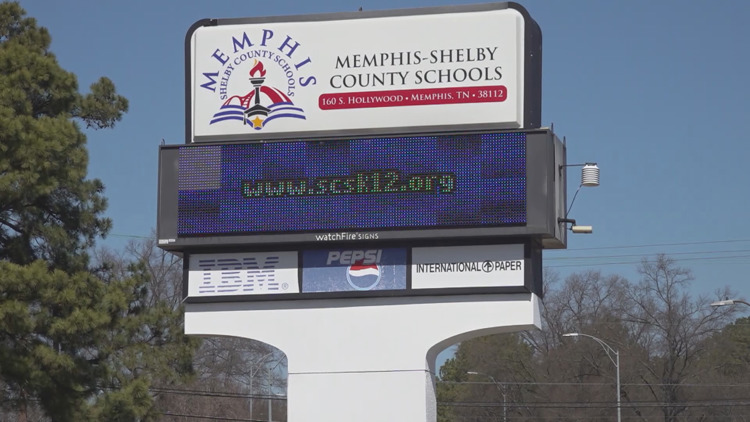 MEMPHIS
SHELBY COUNTY SCHOOLS
MEMPHIS-SHELBY
COUNTY SCHOOLS
160 S. HOLLYWOOD • MEMPHIS, TN • 38112
www.scsk12.org
watchFire SIGNS
IBM
PEPSI
INTERNATIONAL PAPER